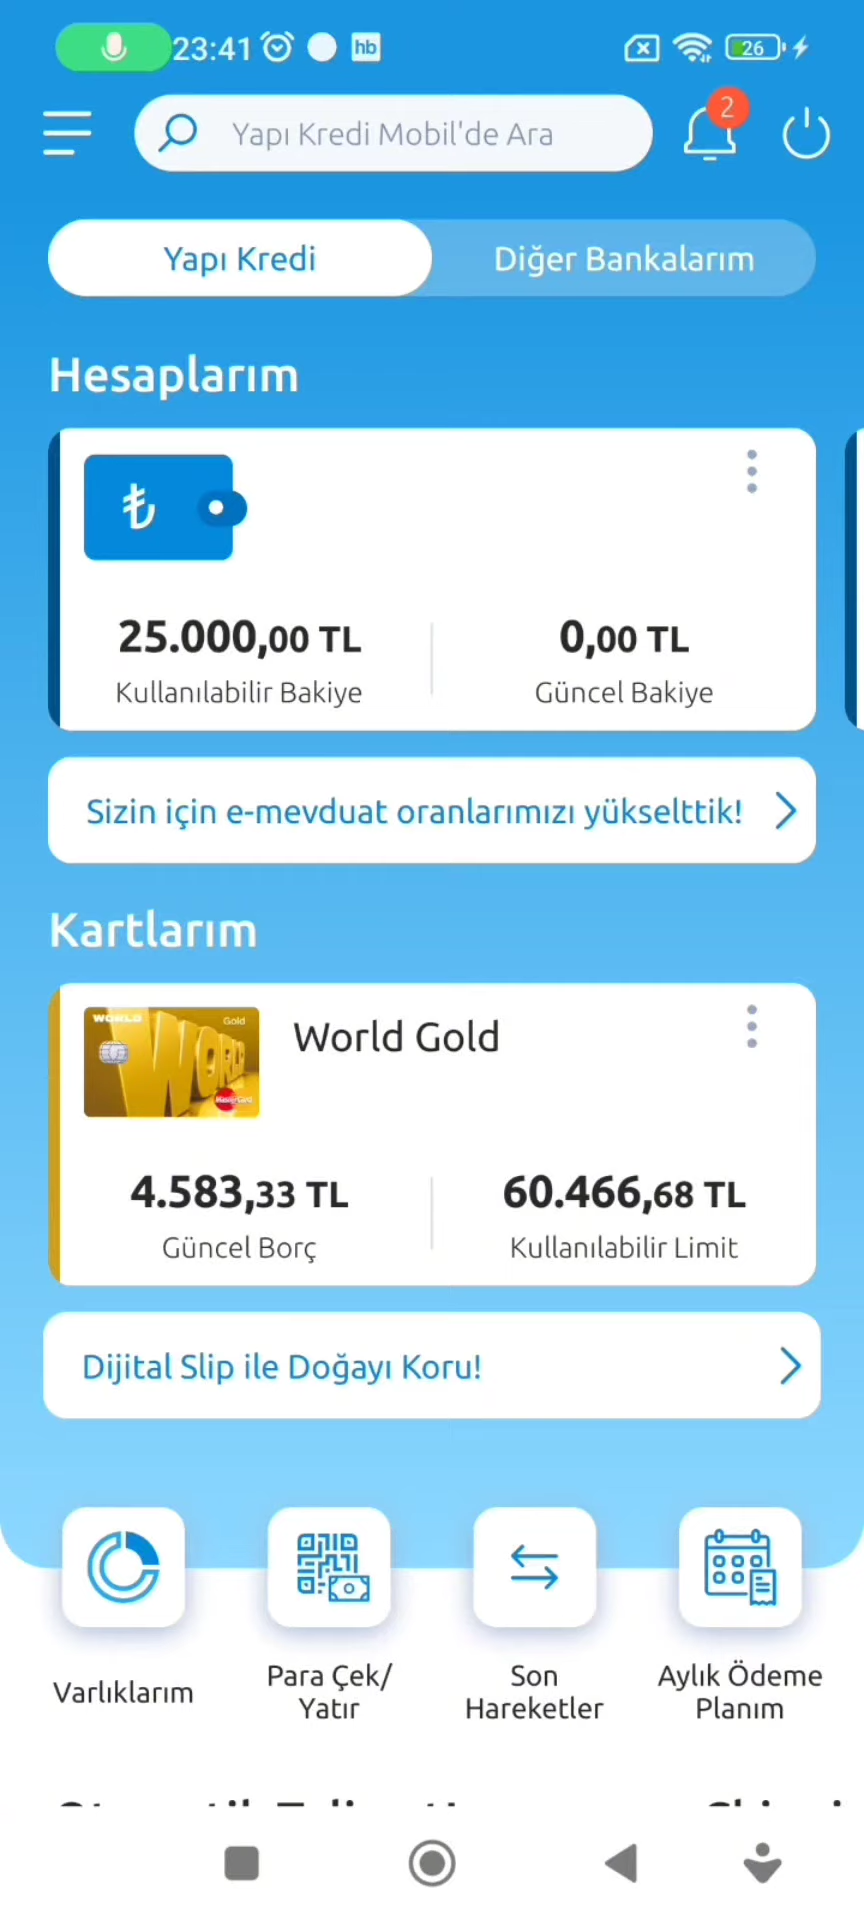 23:41
hb
26
Yapı Kredi Mobil'de Ara
2
Yapı Kredi
Diğer Bankalarım
Hesaplarım
₺
25.000,00 TL
0,00 TL
Kullanılabilir Bakiye
Güncel Bakiye
Sizin için e-mevduat oranlarımızı yükselttik!
Kartlarım
WORLD
Gold
WORLD
MasterCard
World Gold
4.583,33 TL
60.466,68 TL
Güncel Borç
Kullanılabilir Limit
Dijital Slip ile Doğayı Koru!
Varlıklarım
Para Çek/
Yatır
Son
Hareketler
Aylık Ödeme
Planım